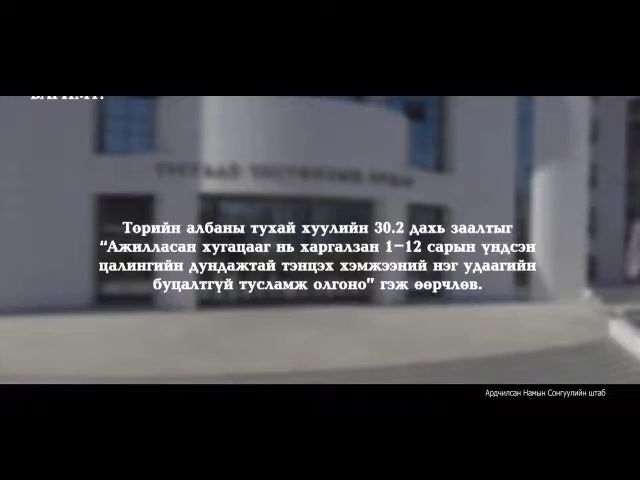 Төрийн албаны тухай хуулийн 30.2 дахь заалтыг
“Ажилласан хугацааг нь харгалзан 1–12 сарын үндсэн
цалингийн дундажтай тэнцэх хэмжээний нэг удаагийн
буцалтгүй тусламж олгоно” гэж өөрчлөв.
Ардчилсан Намын Сонгуулийн штаб